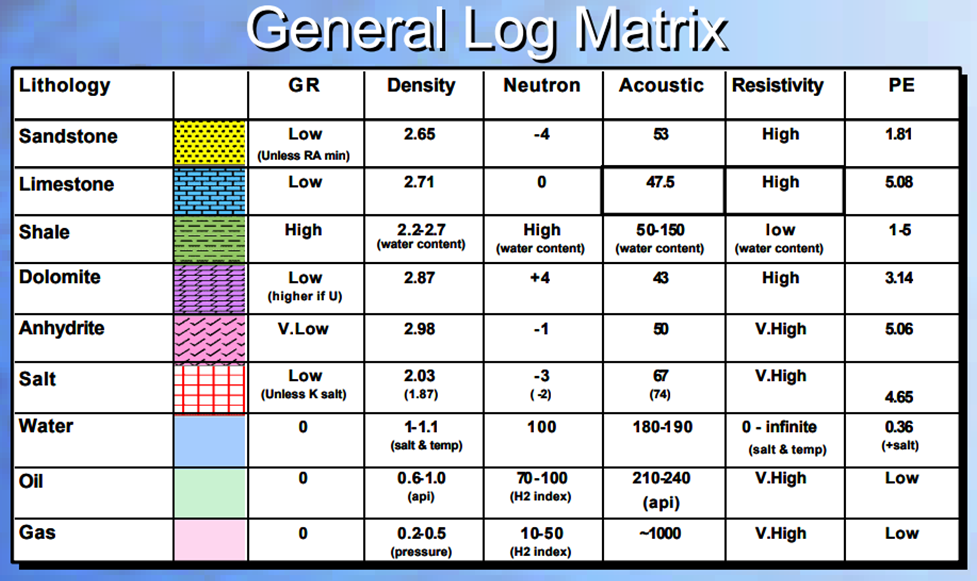 General Log Matrix
Lithology GR Density Neutron Acoustic Resistivity PE
Sandstone Low 2.65 -4 53 High 1.81
(Unless RA min)
Limestone Low 2.71 0 47.5 High 5.08
Shale High 2.2-2.7 High 50-150 low 1-5
(water content) (water content) (water content) (water content)
Dolomite Low 2.87 +4 43 High 3.14
(higher if U)
Anhydrite V.Low 2.98 -1 50 V.High 5.06
Salt Low 2.03 -3 67 V.High
(Unless K salt) (1.87) ( -2) (74) 4.65
Water 0 1-1.1 100 180-190 0 - infinite 0.36
(salt & temp) (salt & temp) (+salt)
Oil 0 0.6-1.0 70-100 210-240 V.High Low
(api) (H2 index) (api)
Gas 0 0.2-0.5 10-50 ~1000 V.High Low
(pressure) (H2 index)